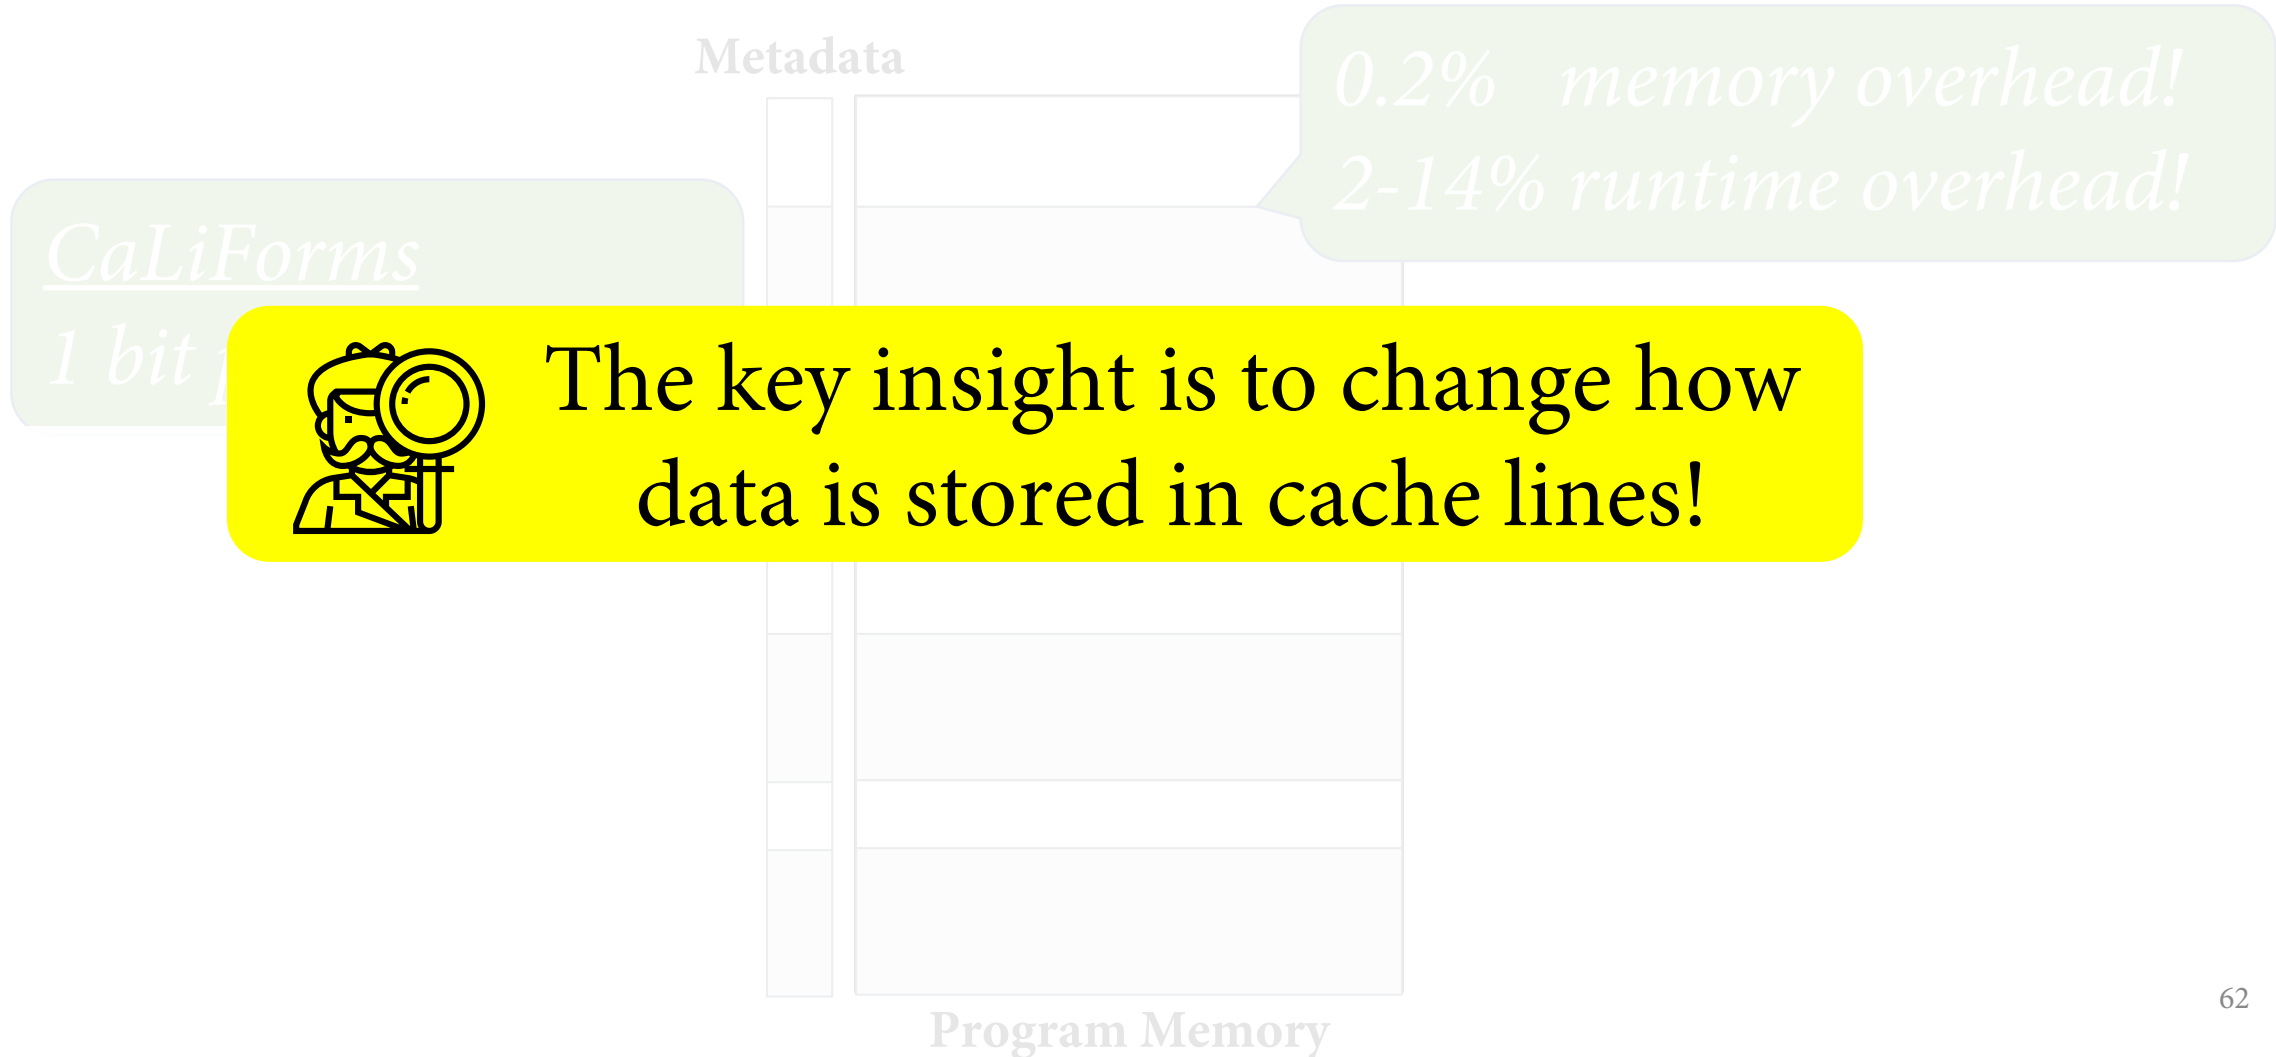 Metadata
0.2% memory overhead!
2-14% runtime overhead!
CaLiForms
1 bit
The key insight is to change how
data is stored in cache lines!
Program Memory
62